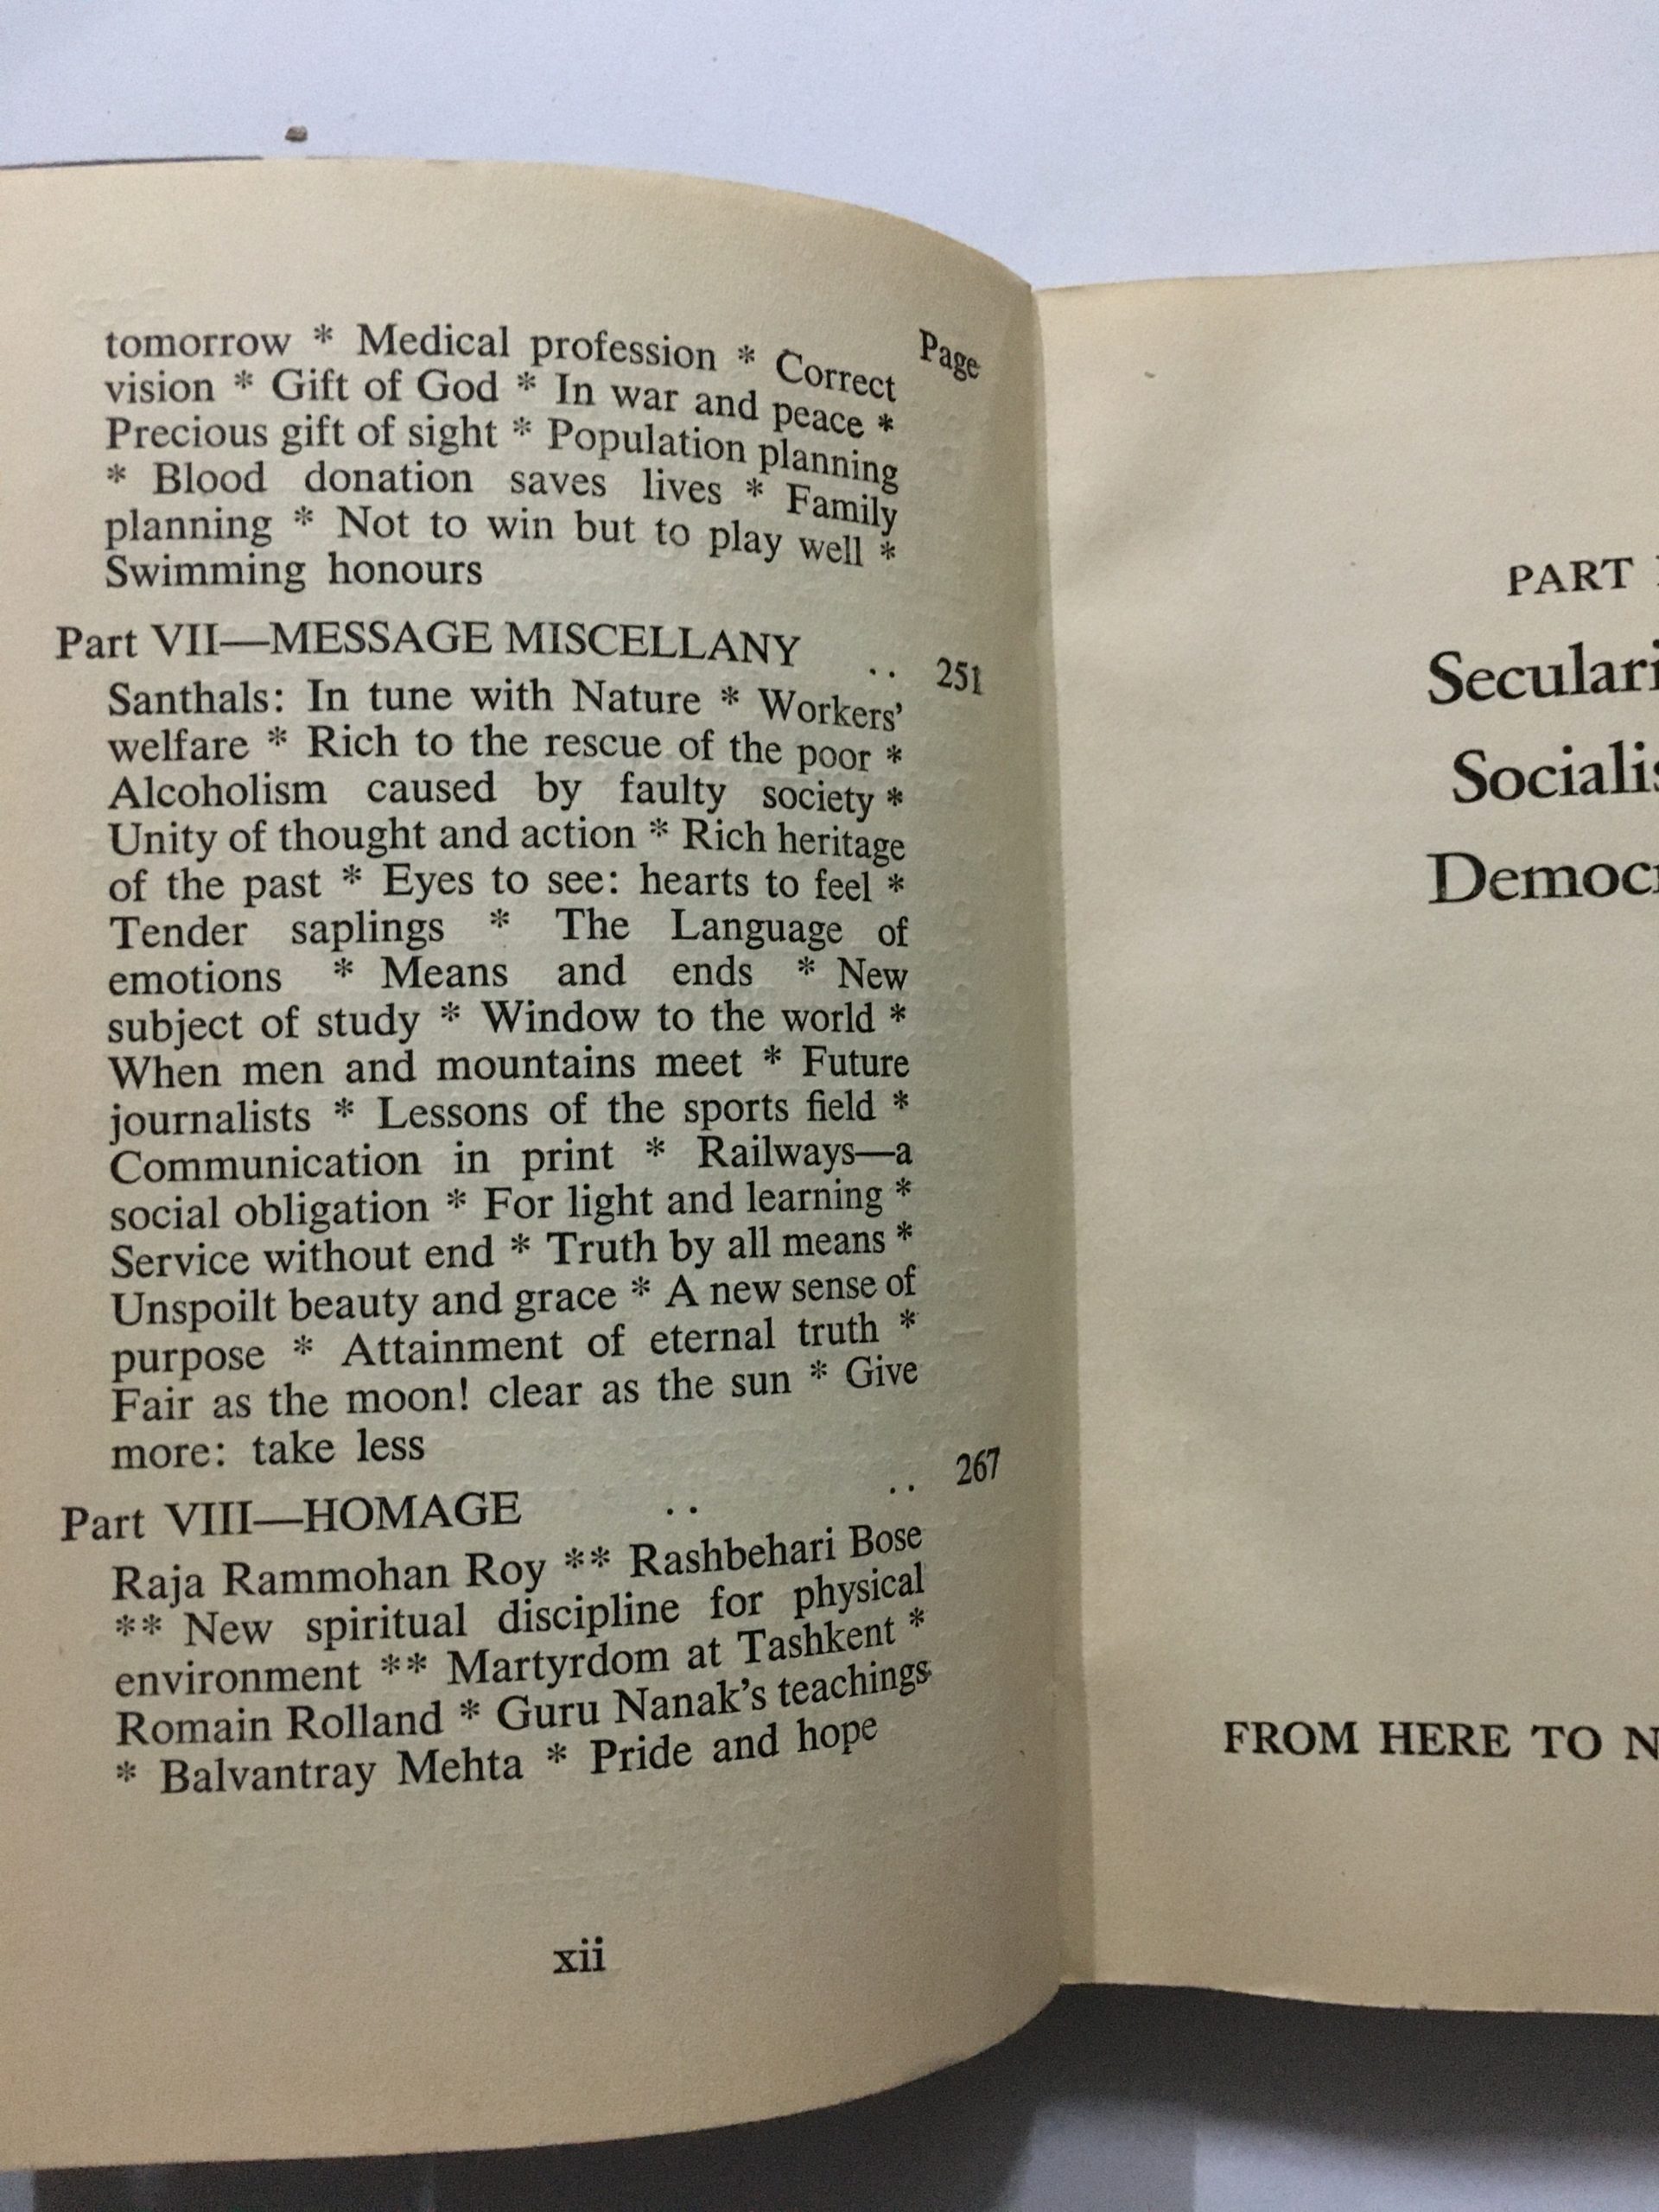 Page
tomorrow * Medical profession * Correct
vision * Gift of God * In war and peace *
Precious gift of sight * Population planning
* Blood donation saves lives * Family
planning * Not to win but to play well *
Swimming honours
Part VII—MESSAGE MISCELLANY .. 251
Santhals: In tune with Nature * Workers'
welfare * Rich to the rescue of the poor *
Alcoholism caused by faulty society *
Unity of thought and action * Rich heritage
of the past * Eyes to see: hearts to feel *
Tender saplings * The Language of
emotions * Means and ends * New
subject of study * Window to the world *
When men and mountains meet * Future
journalists * Lessons of the sports field *
Communication in print * Railways—a
social obligation * For light and learning *
Service without end * Truth by all means *
Unspoilt beauty and grace * A new sense of
purpose * Attainment of eternal truth *
Fair as the moon! clear as the sun * Give
more: take less
Part VIII—HOMAGE .. .. 267
Raja Rammohan Roy ** Rashbehari Bose
** New spiritual discipline for physical
environment ** Martyrdom at Tashkent *
Romain Rolland * Guru Nanak's teachings
* Balvantray Mehta * Pride and hope
xii
PART
Seculari
Socialis
Democr
FROM HERE TO N